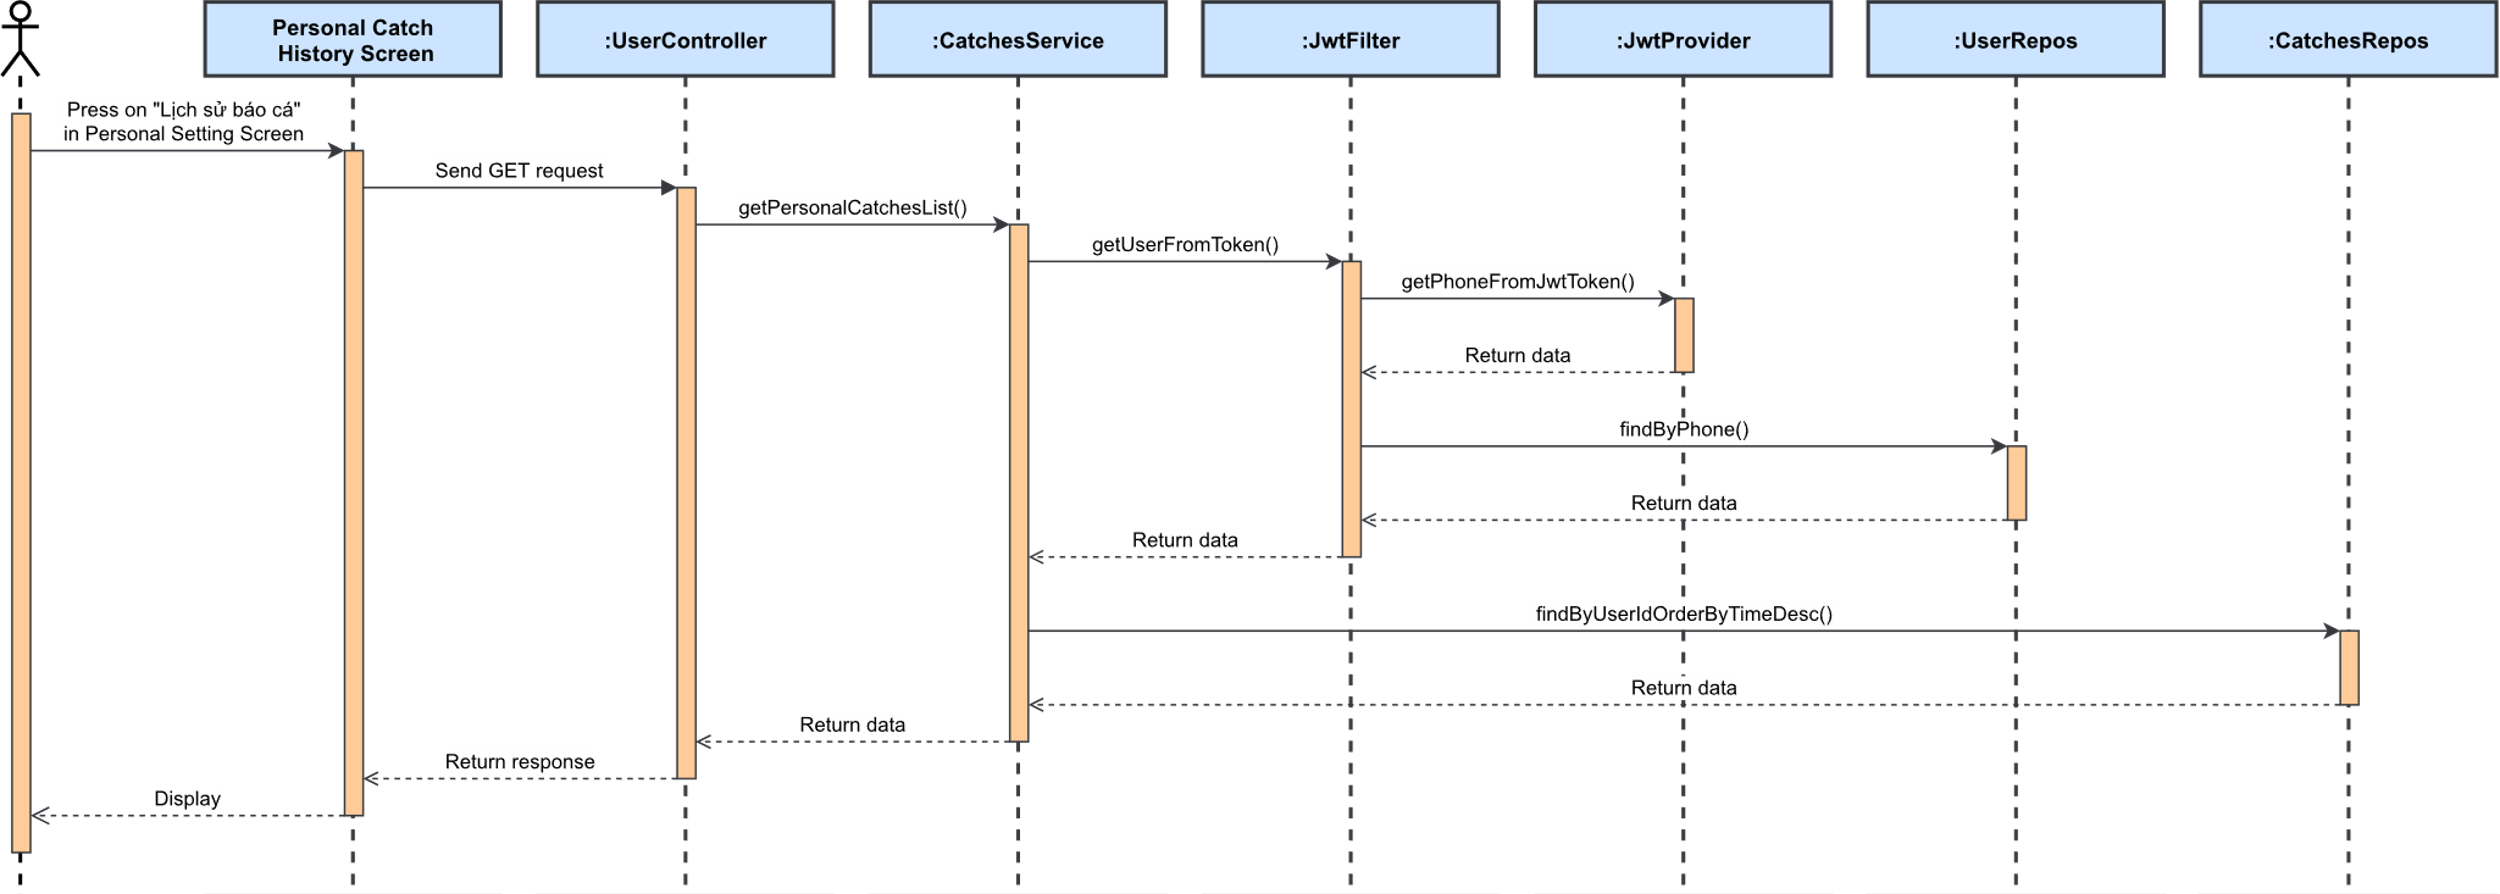 Personal Catch
History Screen
:UserController
:CatchesService
:JwtFilter
:JwtProvider
:UserRepos
:CatchesRepos
Press on "Lịch sử báo cá"
in Personal Setting Screen
Send GET request
getPersonalCatchesList()
getUserFromToken()
getPhoneFromJwtToken()
Return data
findByPhone()
Return data
Return data
findByUserIdOrderByTimeDesc()
Return data
Return data
Return response
Display